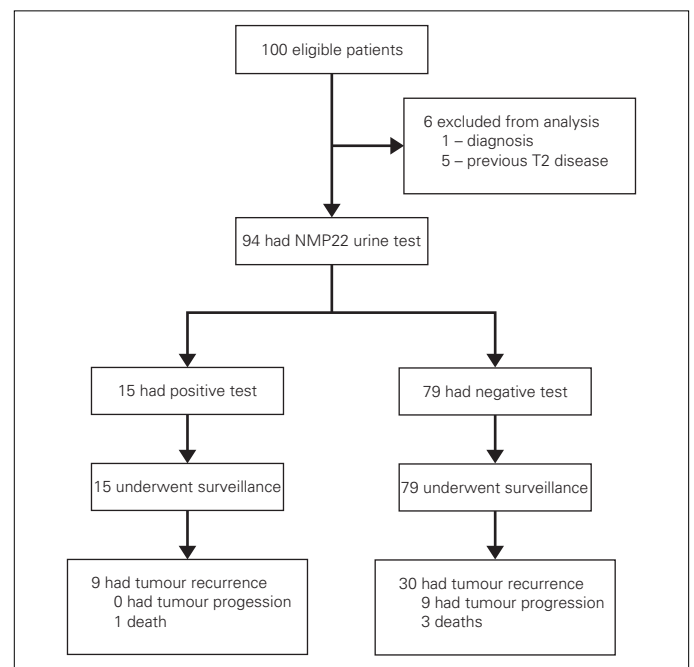 100 eligible patients
6 excluded from analysis
1 – diagnosis
5 – previous T2 disease
94 had NMP22 urine test
15 had positive test
79 had negative test
15 underwent surveillance
79 underwent surveillance
9 had tumour recurrence
0 had tumour progession
1 death
30 had tumour recurrence
9 had tumour progression
3 deaths